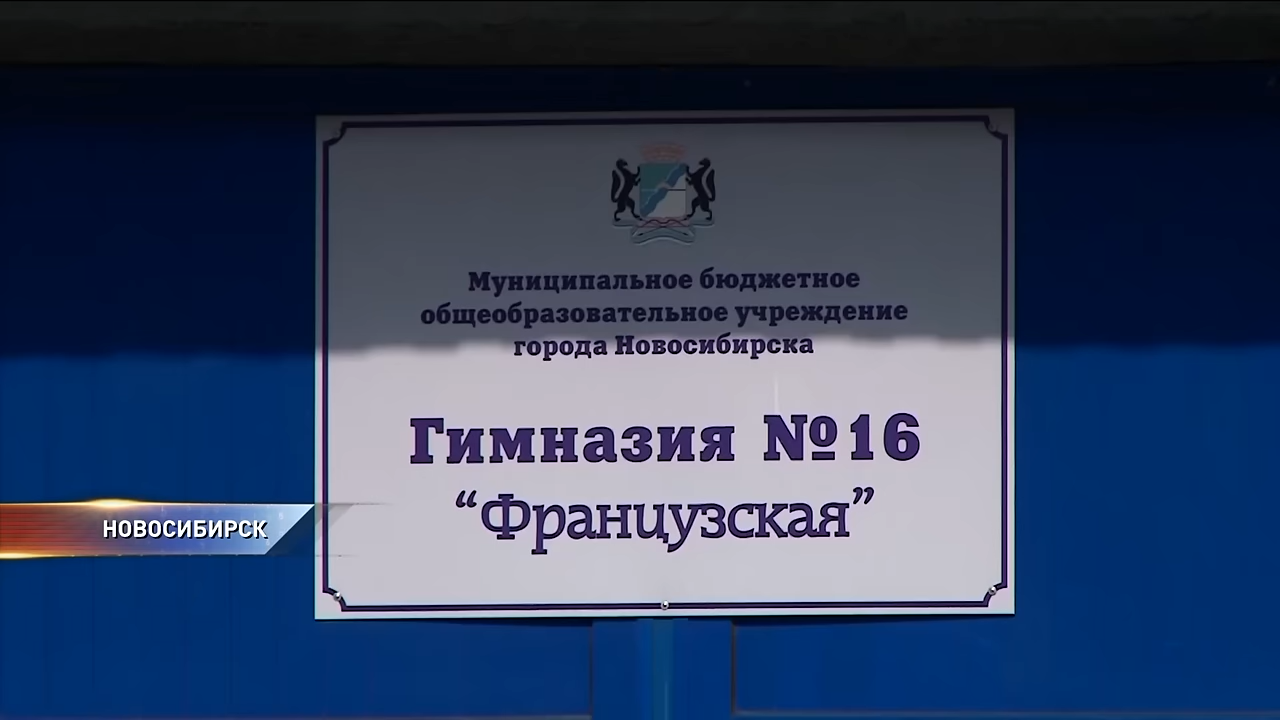 Муниципальное бюджетное
общеобразовательное учреждение
города Новосибирска
Гимназия №16
“Французская”
НОВОСИБИРСК